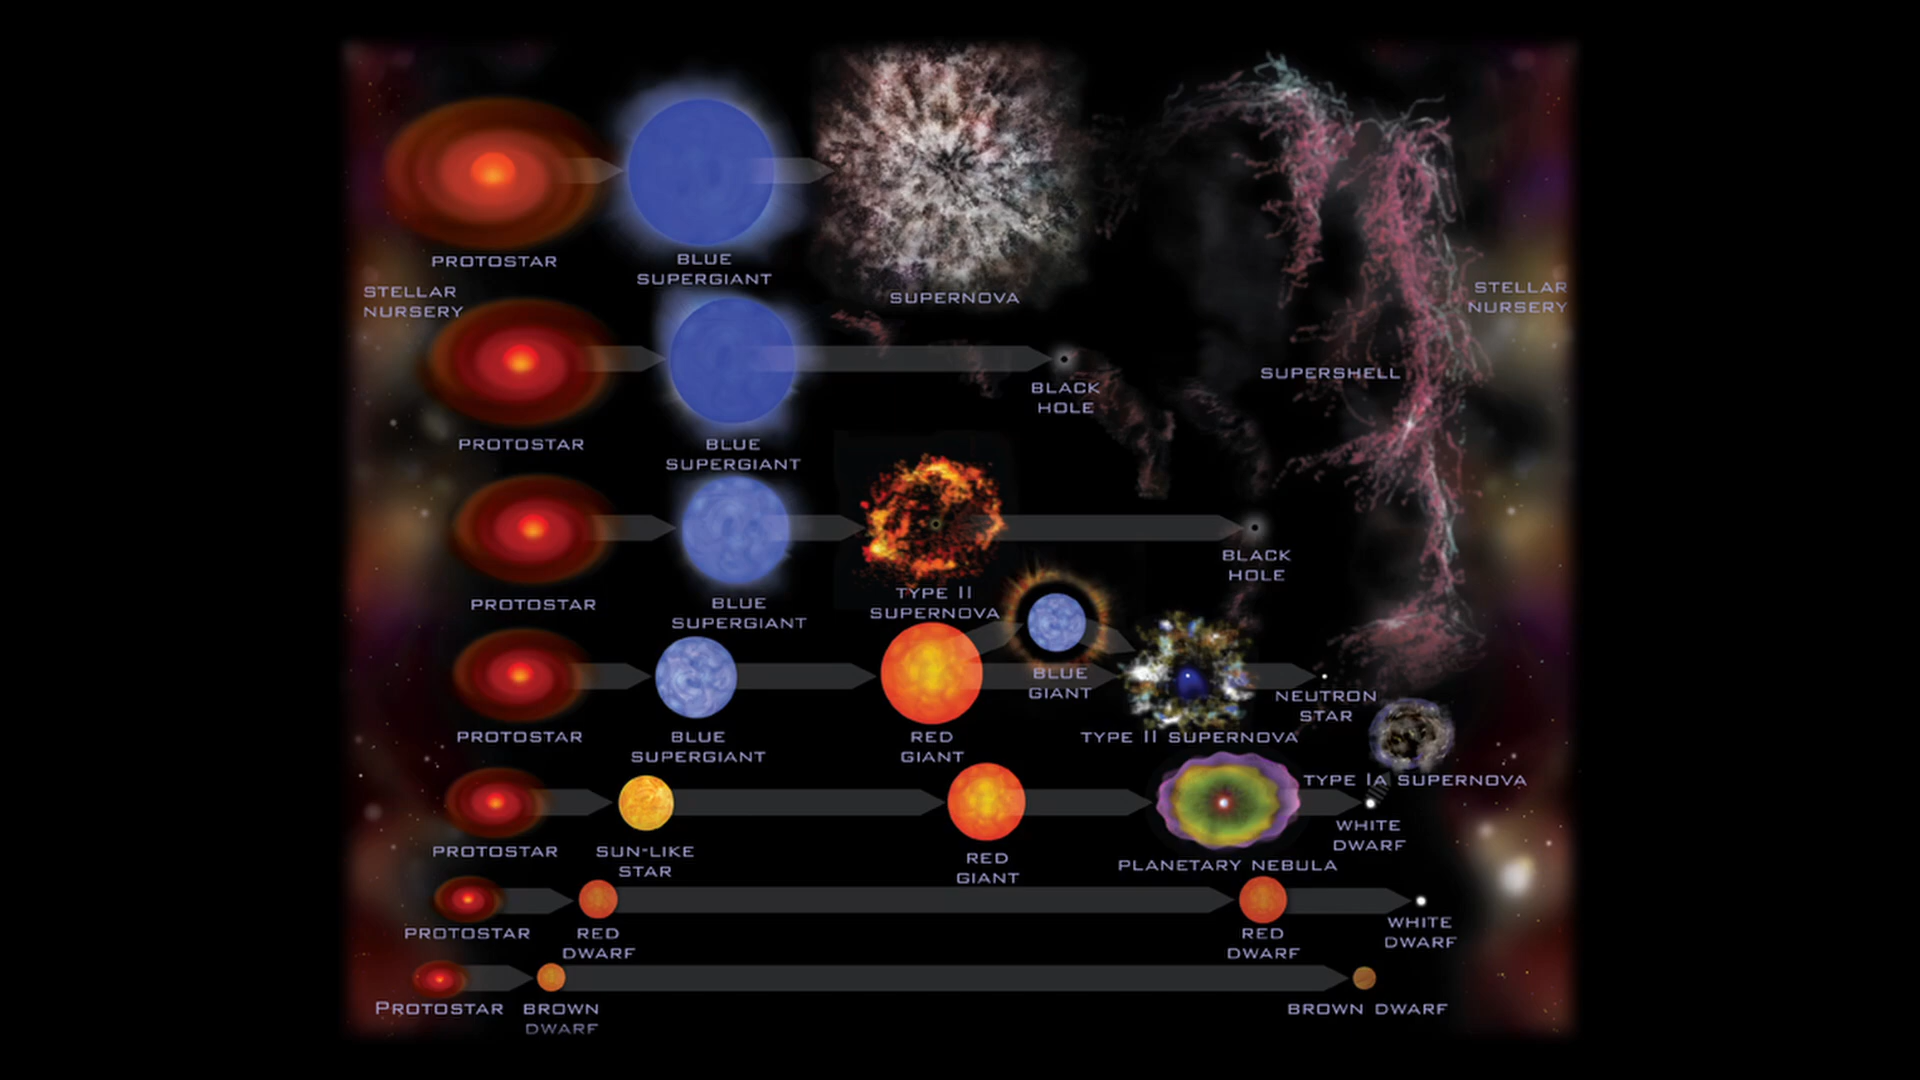 PROTOSTAR
BLUE
SUPERGIANT
SUPERNOVA
STELLAR
NURSERY
STELLAR
NURSERY
PROTOSTAR
BLUE
SUPERGIANT
BLACK
HOLE
SUPERSHELL
PROTOSTAR
BLUE
SUPERGIANT
TYPE II
SUPERNOVA
BLACK
HOLE
PROTOSTAR
BLUE
SUPERGIANT
RED
GIANT
BLUE
GIANT
TYPE II SUPERNOVA
NEUTRON
STAR
PROTOSTAR
SUN-LIKE
STAR
RED
GIANT
PLANETARY NEBULA
TYPE IA SUPERNOVA
WHITE
DWARF
PROTOSTAR
RED
DWARF
RED
DWARF
WHITE
DWARF
PROTOSTAR
BROWN
DWARF
BROWN DWARF